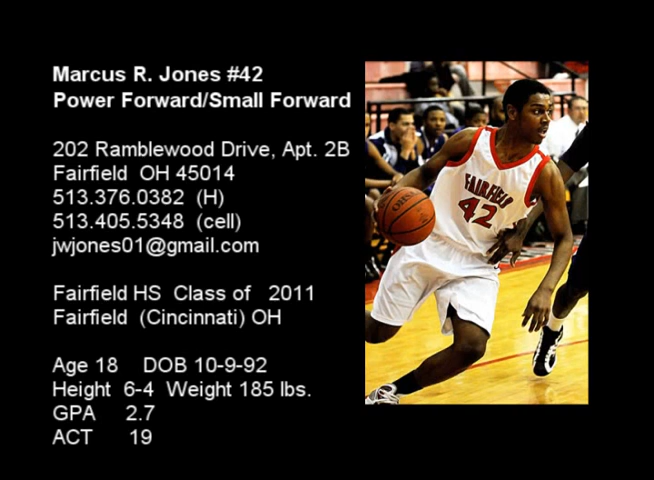 Marcus R. Jones #42
Power Forward/Small Forward
202 Ramblewood Drive, Apt. 2B
Fairfield OH 45014
513.376.0382 (H)
513.405.5348 (cell)
jwjones01@gmail.com
Fairfield HS Class of 2011
Fairfield (Cincinnati) OH
Age 18 DOB 10-9-92
Height 6-4 Weight 185 lbs.
GPA 2.7
ACT 19
FAIRFIELD
42